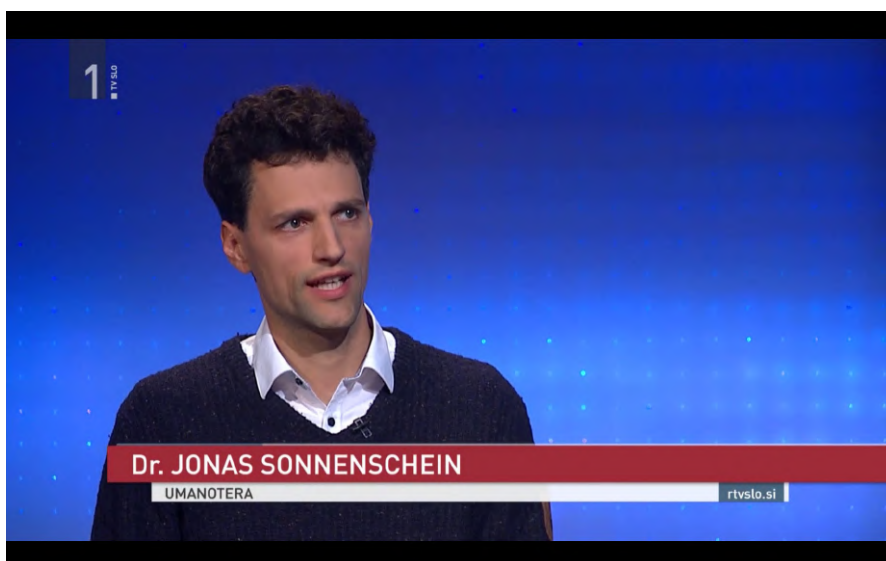 1
TV SLO
Dr. JONAS SONNENSCHEIN
UMANOTERA
rtvslo.si